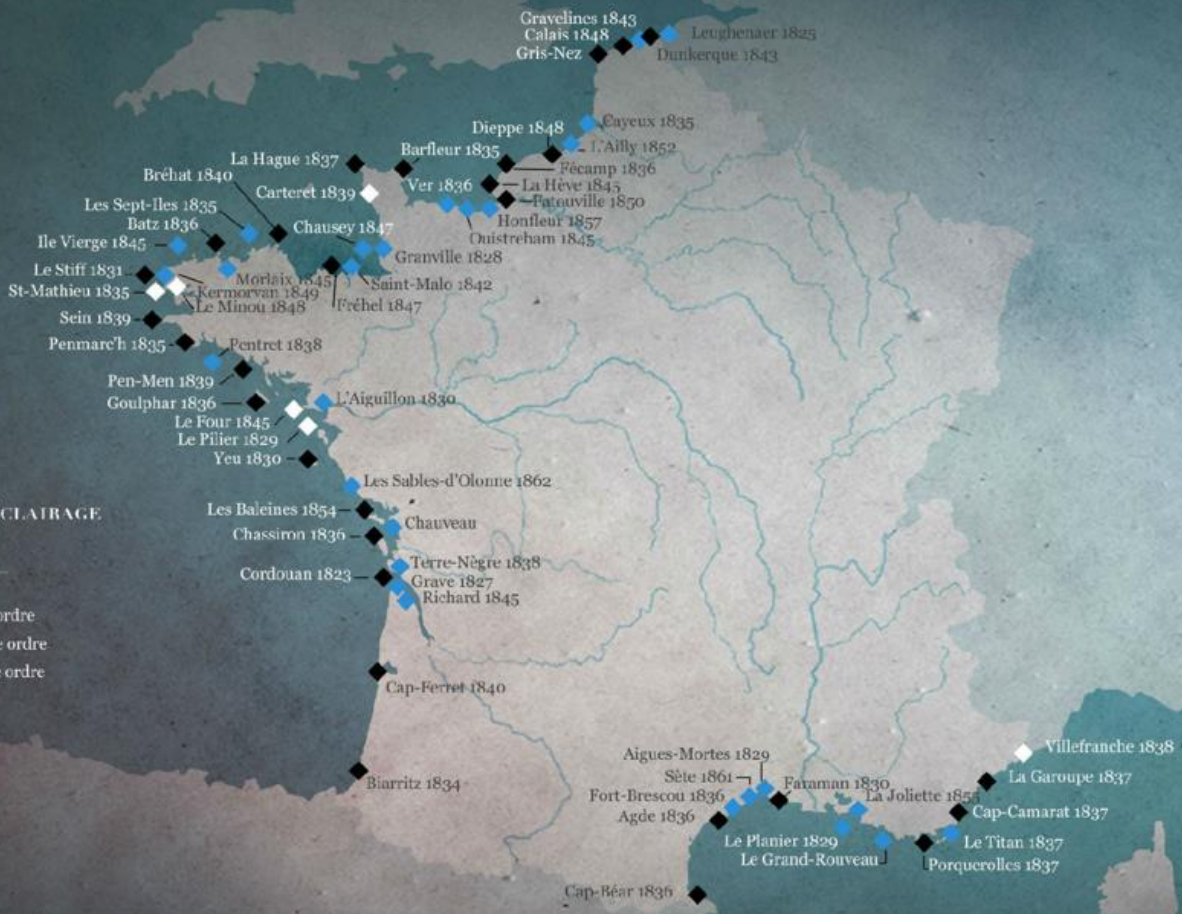 Gravelines 1843
Calais 1848
Gris-Nez
Leughenaer 1825
Dunkerque 1843
Cayeux 1835
Dieppe 1848
L'Ailly 1852
Barfleur 1835
La Hague 1837
Fécamp 1836
Bréhat 1840
Carteret 1839
Ver 1836
La Hève 1845
Fatouville 1850
Les Sept-Iles 1835
Honfleur 1857
Batz 1836
Chausey 1847
Ouistreham 1845
Ile Vierge 1845
Granville 1828
Le Stiff 1831
Morlaix 1845
Saint-Malo 1842
St-Mathieu 1835
Kermorvan 1849
Le Minou 1848
Fréhel 1847
Sein 1839
Penmarc'h 1835
Pentret 1838
Pen-Men 1839
Goulphar 1836
L'Aiguillon 1830
Le Four 1845
Le Pilier 1829
Yeu 1830
Les Sables-d'Olonne 1862
CLAIRAGE
Les Baleines 1854
Chauveau
Chassiron 1836
Terre-Nègre 1838
Cordouan 1823
Grave 1827
Richard 1845
ordre
e ordre
e ordre
Cap-Ferret 1840
Biarritz 1834
Villefranche 1838
Aigues-Mortes 1829
Sète 1861
Faraman 1830
La Garoupe 1837
Fort-Brescou 1836
La Joliette 1855
Agde 1836
Cap-Camarat 1837
Le Planier 1829
Le Titan 1837
Le Grand-Rouveau
Porquerolles 1837
Cap-Béar 1836